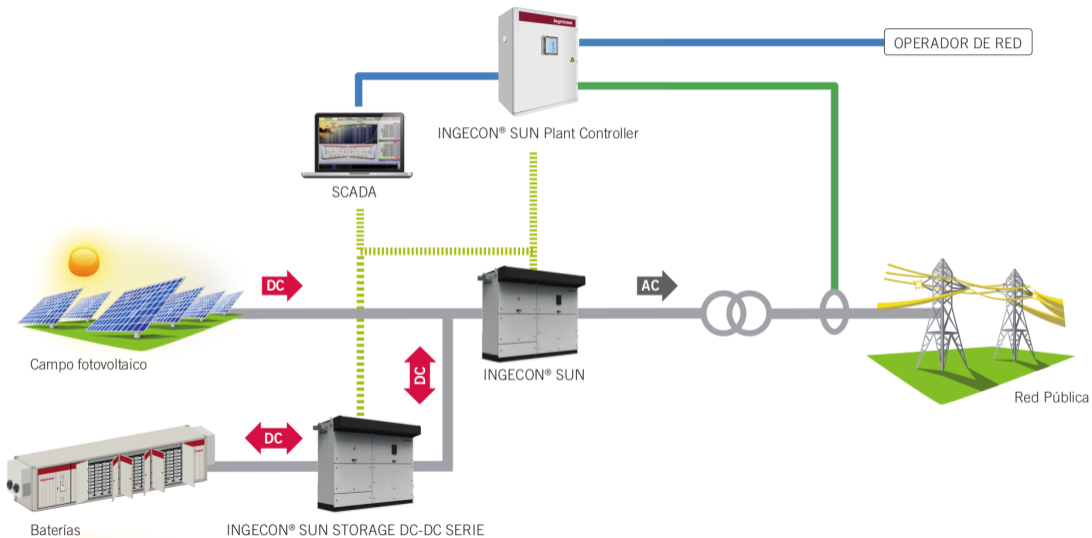 ingeteam
OPERADOR DE RED
INGECON® SUN Plant Controller
SCADA
DC
AC
INGECON® SUN
Campo fotovoltaico
DC
Red Pública
DC
Baterías
INGECON® SUN STORAGE DC-DC SERIE